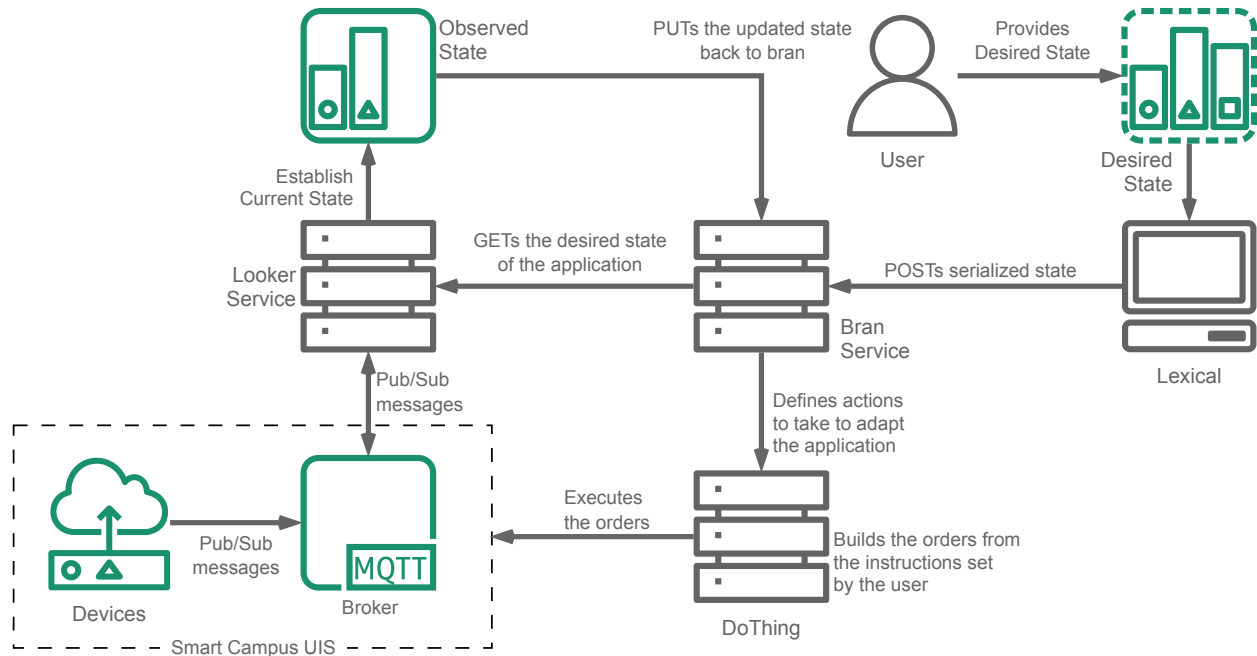 Observed
State
PUTs the updated state
back to bran
Provides
Desired State
User
Desired
State
Establish
Current State
Looker
Service
GETs the desired state
of the application
POSTs serialized state
Bran
Service
Lexical
Pub/Sub
messages
Defines actions
to take to adapt
the application
Executes
the orders
Pub/Sub
messages
MQTT
Builds the orders from
the instructions set
by the user
Devices
Broker
DoThing
Smart Campus UIS